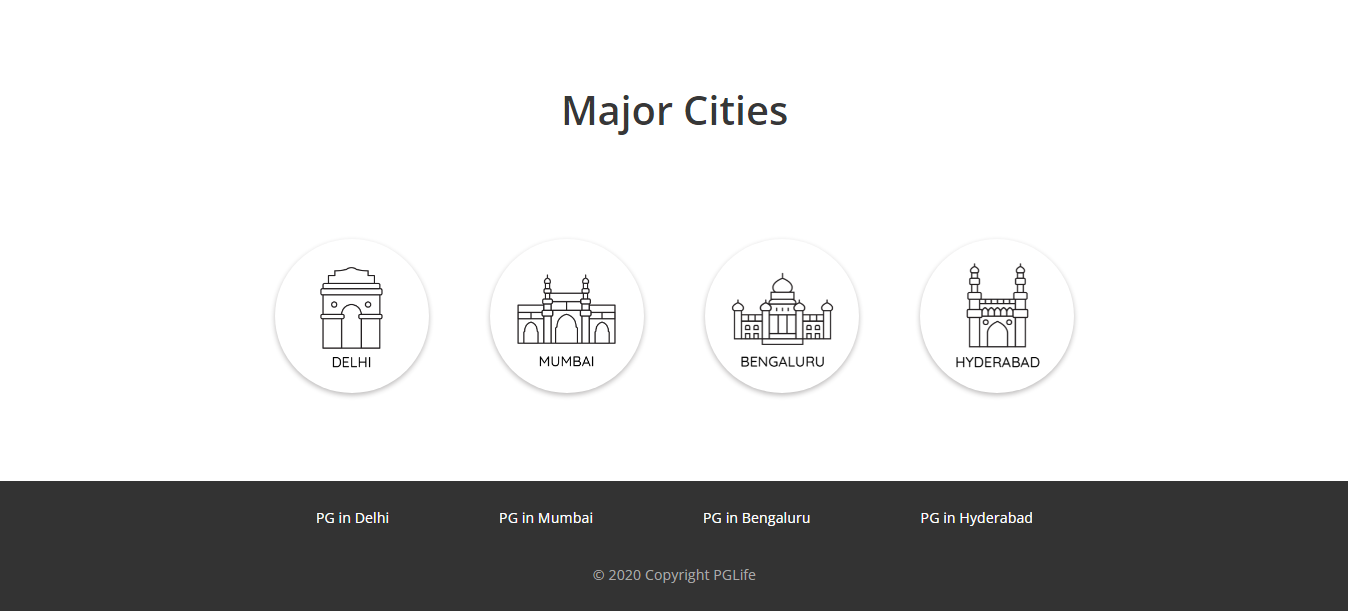 Major Cities
DELHI
MUMBAI
BENGALURU
HYDERABAD
PG in Delhi
PG in Mumbai
PG in Bengaluru
PG in Hyderabad
© 2020 Copyright PGLife